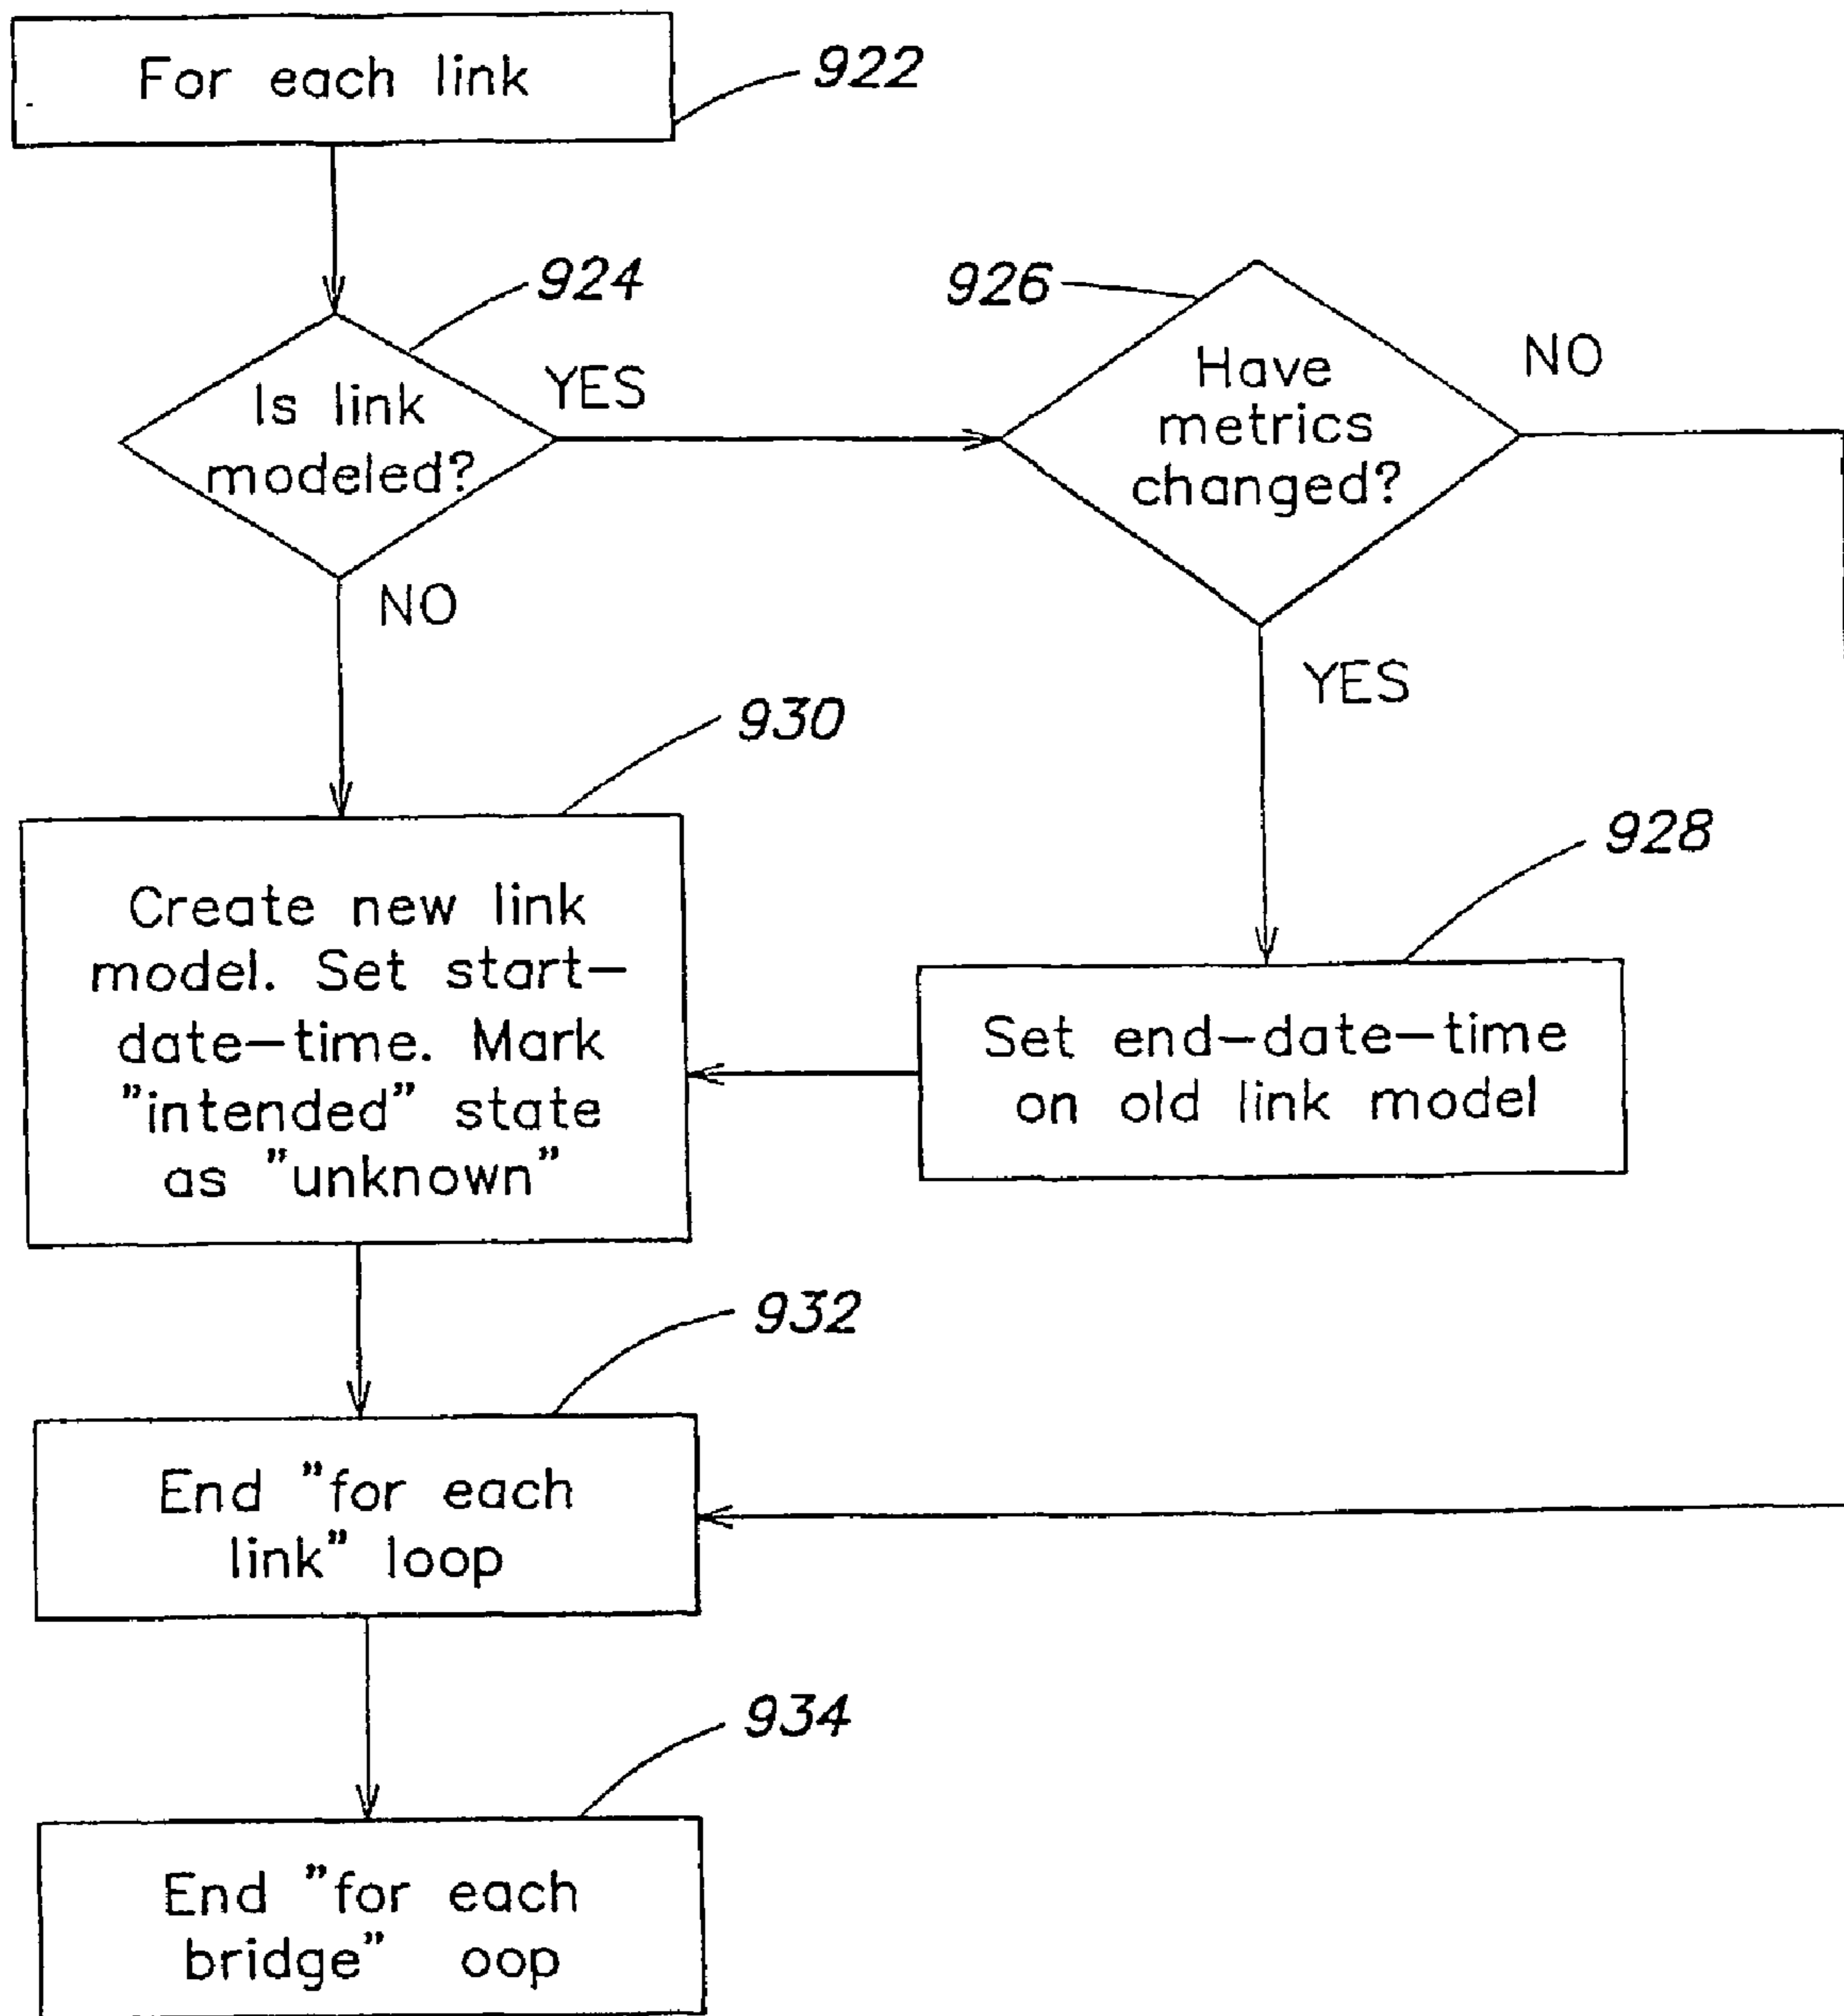 For each link
922
924
Is link
modeled?
YES
NO
926
Have
metrics
changed?
NO
YES
930
Create new link
model. Set start-
date-time. Mark
"intended" state
as "unknown"
928
Set end-date-time
on old link model
932
End "for each
link" loop
934
End "for each
bridge" oop